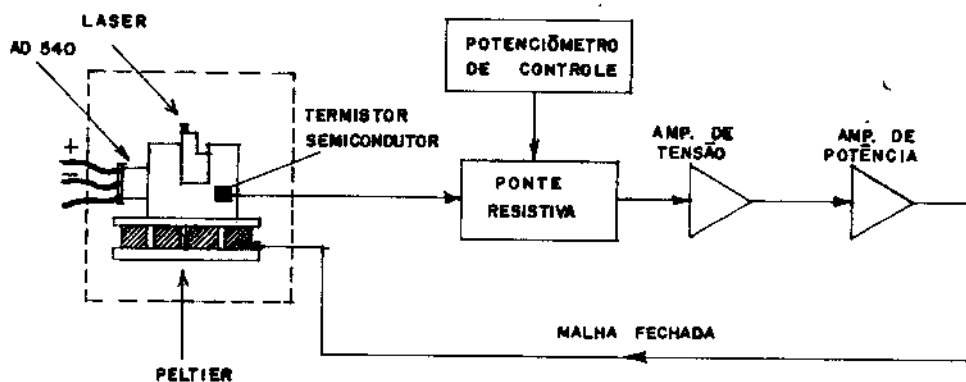 LASER
AD 540
+
=
TERMISTOR
SEMICONDUTOR
POTENCIÔMETRO
DE CONTROLE
PONTE
RESISTIVA
AMP. DE
TENSÃO
AMP. DE
POTÊNCIA
MALHA FECHADA
PELTIER